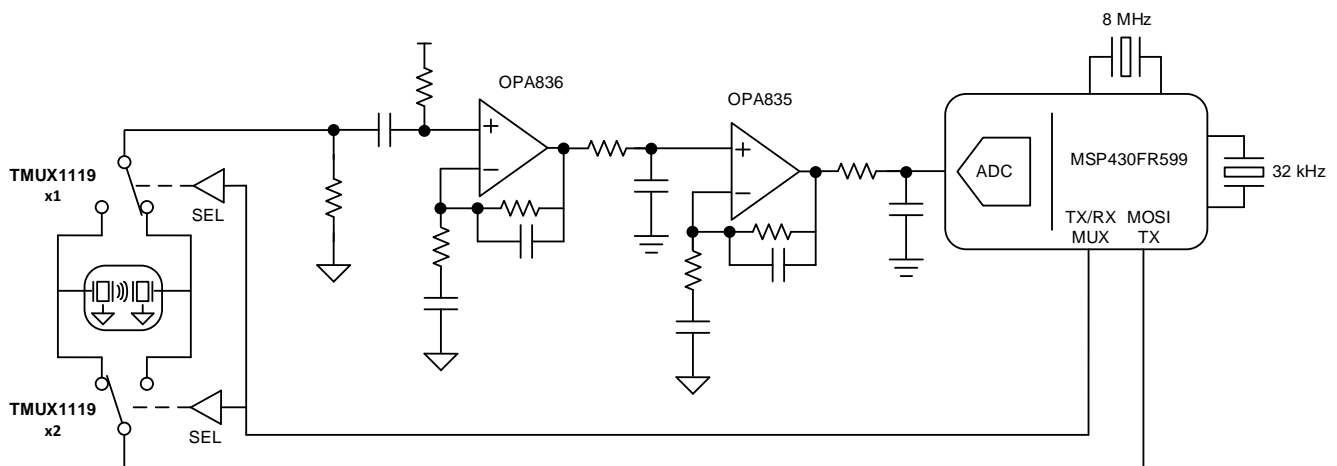 8 MHz
OPA836
OPA835
TMUX1119
x1
SEL
ADC
MSP430FR599
32 kHz
TX/RX MOSI
MUX TX
TMUX1119
x2
SEL